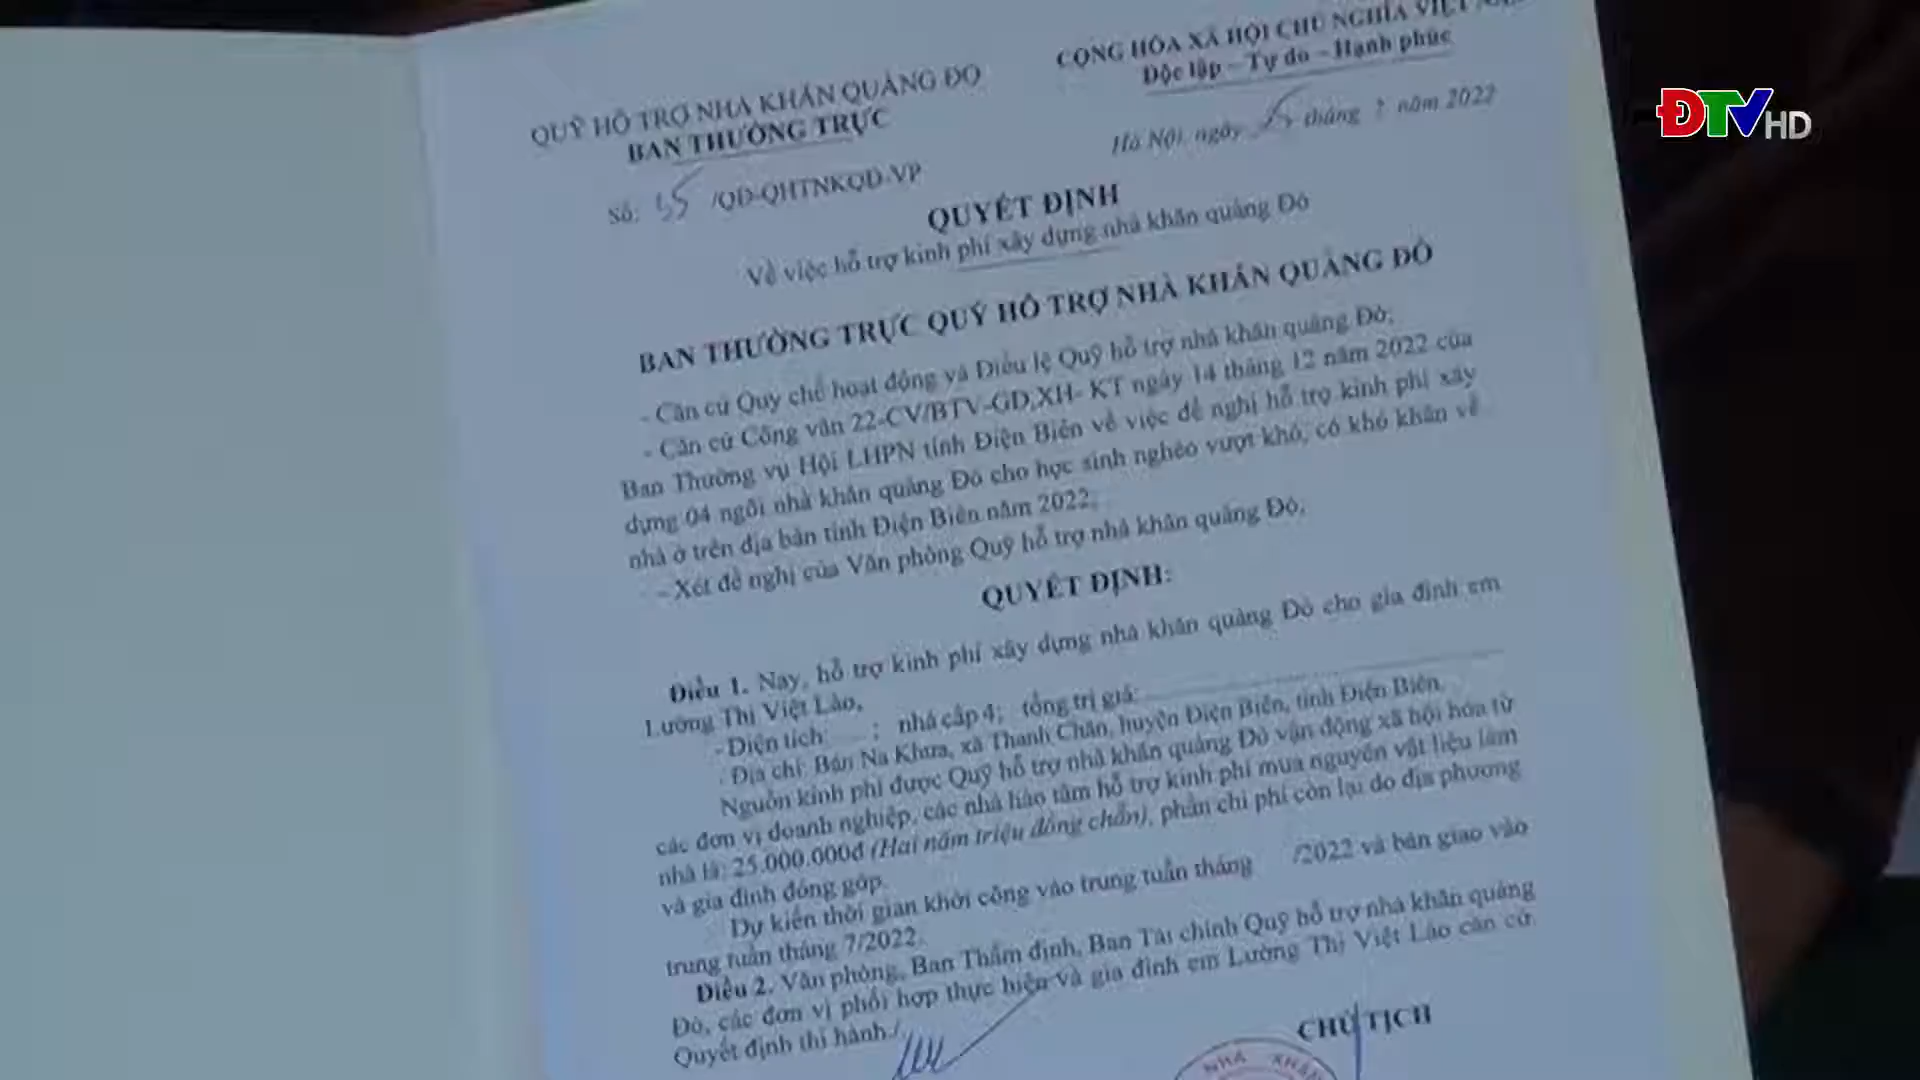 QUỸ HỖ TRỢ NHÀ KHĂN QUÀNG ĐỎ
BAN THƯỜNG TRỰC
Số: /QĐ-QHTNKQĐ-VP
CỘNG HÒA XÃ HỘI CHỦ NGHĨA VIỆT NAM
Độc lập - Tự do - Hạnh phúc
Hà Nội, ngày tháng 7 năm 2022
ĐTV HD
QUYẾT ĐỊNH
Về việc hỗ trợ kinh phí xây dựng nhà khăn quàng Đỏ
BAN THƯỜNG TRỰC QUỸ HỖ TRỢ NHÀ KHĂN QUÀNG ĐỎ
- Căn cứ Quy chế hoạt động và Điều lệ Quỹ hỗ trợ nhà khăn quàng Đỏ;
- Căn cứ Công văn 22-CV/BTV-GĐ,XH- KT ngày 14 tháng 12 năm 2022 của
Ban Thường vụ Hội LHPN tỉnh Điện Biên về việc đề nghị hỗ trợ kinh phí xây
dựng 04 ngôi nhà khăn quàng Đỏ cho học sinh nghèo vượt khó, có khó khăn về
nhà ở trên địa bàn tỉnh Điện Biên năm 2022;
- Xét đề nghị của Văn phòng Quỹ hỗ trợ nhà khăn quàng Đỏ;
QUYẾT ĐỊNH:
Điều 1. Nay, hỗ trợ kinh phí xây dựng nhà khăn quàng Đỏ cho gia đình em
Lường Thị Việt Lào,
- Diện tích: ; nhà cấp 4; tổng trị giá:
- Địa chỉ: Bản Na Khưa, xã Thanh Chăn, huyện Điện Biên, tỉnh Điện Biên.
Nguồn kinh phí được Quỹ hỗ trợ nhà khăn quàng Đỏ vận động xã hội hóa từ
các đơn vị doanh nghiệp, các nhà hảo tâm hỗ trợ kinh phí mua nguyên vật liệu làm
nhà là: 25.000.000đ (Hai năm triệu đồng chẵn), phần chi phí còn lại do địa phương
và gia đình đóng góp.
Dự kiến thời gian khởi công vào trung tuần tháng /2022 và bàn giao vào
trung tuần tháng 7/2022.
Điều 2. Văn phòng, Ban Thẩm định, Ban Tài chính Quỹ hỗ trợ nhà khăn quàng
Đỏ, các đơn vị phối hợp thực hiện và gia đình em Lường Thị Việt Lào căn cứ
Quyết định thi hành./.
CHỦ TỊCH
NHÀ KHĂN